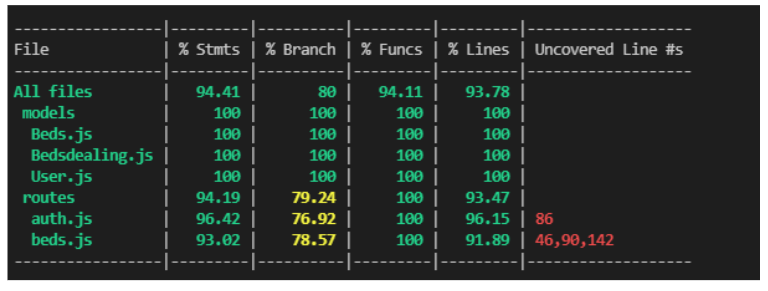 -----------------|---------|----------|---------|---------|-------------------
File             | % Stmts | % Branch | % Funcs | % Lines | Uncovered Line #s
-----------------|---------|----------|---------|---------|-------------------
All files        |   94.41 |       80 |   94.11 |   93.78 |
 models          |     100 |      100 |     100 |     100 |
  Beds.js        |     100 |      100 |     100 |     100 |
  Bedsdealing.js |     100 |      100 |     100 |     100 |
  User.js        |     100 |      100 |     100 |     100 |
 routes          |   94.19 |    79.24 |     100 |   93.47 |
  auth.js        |   96.42 |    76.92 |     100 |   96.15 | 86
  beds.js        |   93.02 |    78.57 |     100 |   91.89 | 46,90,142
-----------------|---------|----------|---------|---------|-------------------